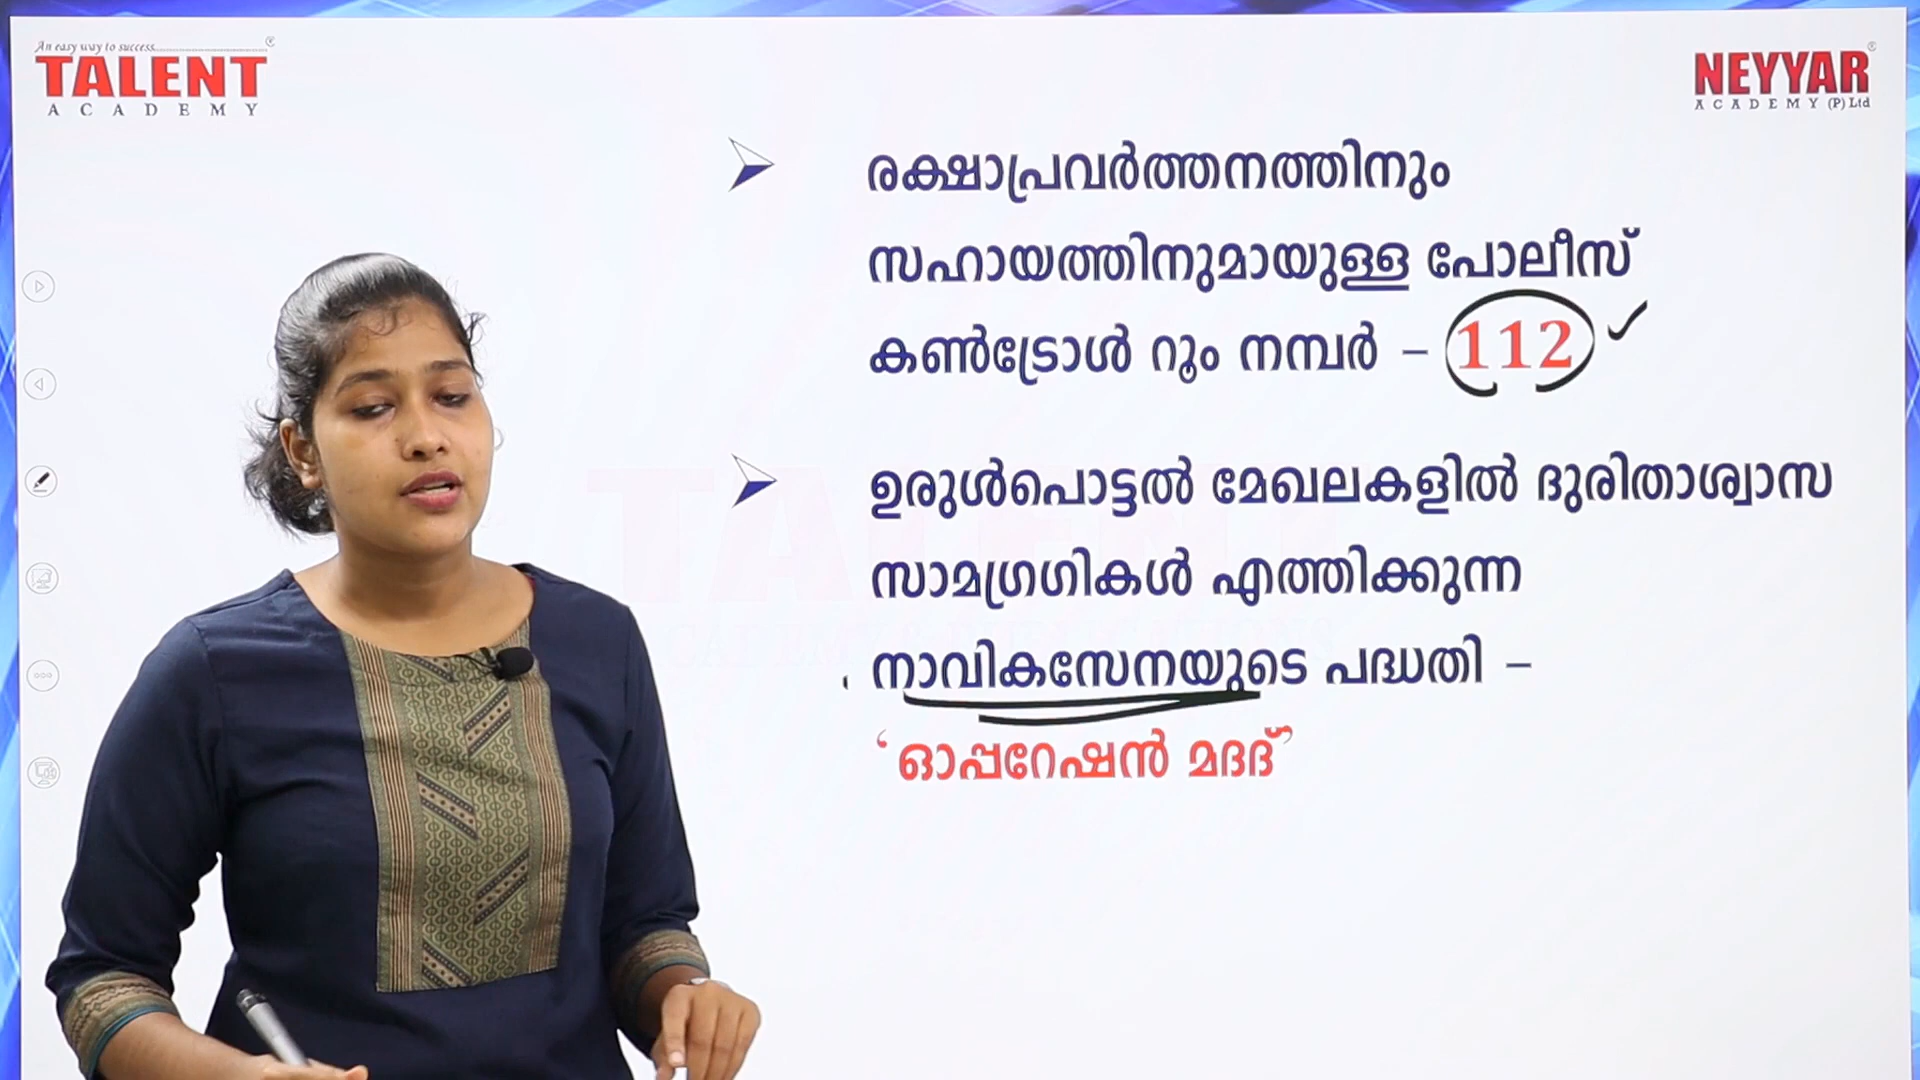 An easy way to success
TALENT
ACADEMY
NEYYAR
ACADEMY (P) Ltd
രക്ഷാപ്രവർത്തനത്തിനും
സഹായത്തിനുമായുള്ള പോലീസ്
കൺട്രോൾ റൂം നമ്പർ – 112
ഉരുൾപൊട്ടൽ മേഖലകളിൽ ദുരിതാശ്വാസ
സാമഗ്രഗികൾ എത്തിക്കുന്ന
നാവികസേനയുടെ പദ്ധതി –
‘ഓപ്പറേഷൻ മദദ്’